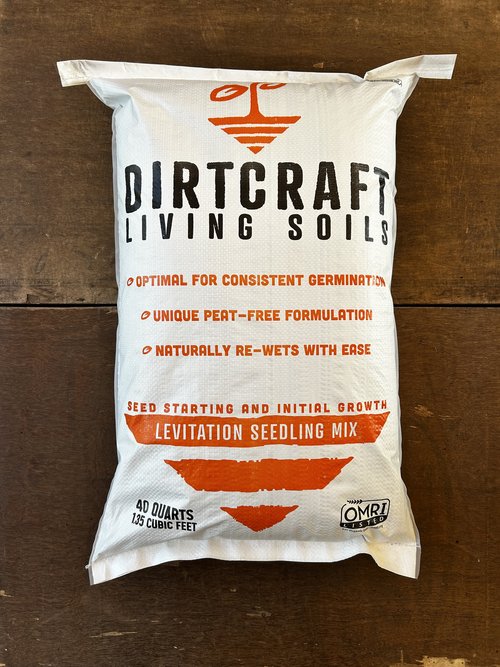 DIRTCRAFT
LIVING SOILS
OPTIMAL FOR CONSISTENT GERMINATION
UNIQUE PEAT-FREE FORMULATION
NATURALLY RE-WETS WITH EASE
SEED STARTING AND INITIAL GROWTH
LEVITATION SEEDLING MIX
40 QUARTS
1.35 CUBIC FEET
OMRI
LISTED